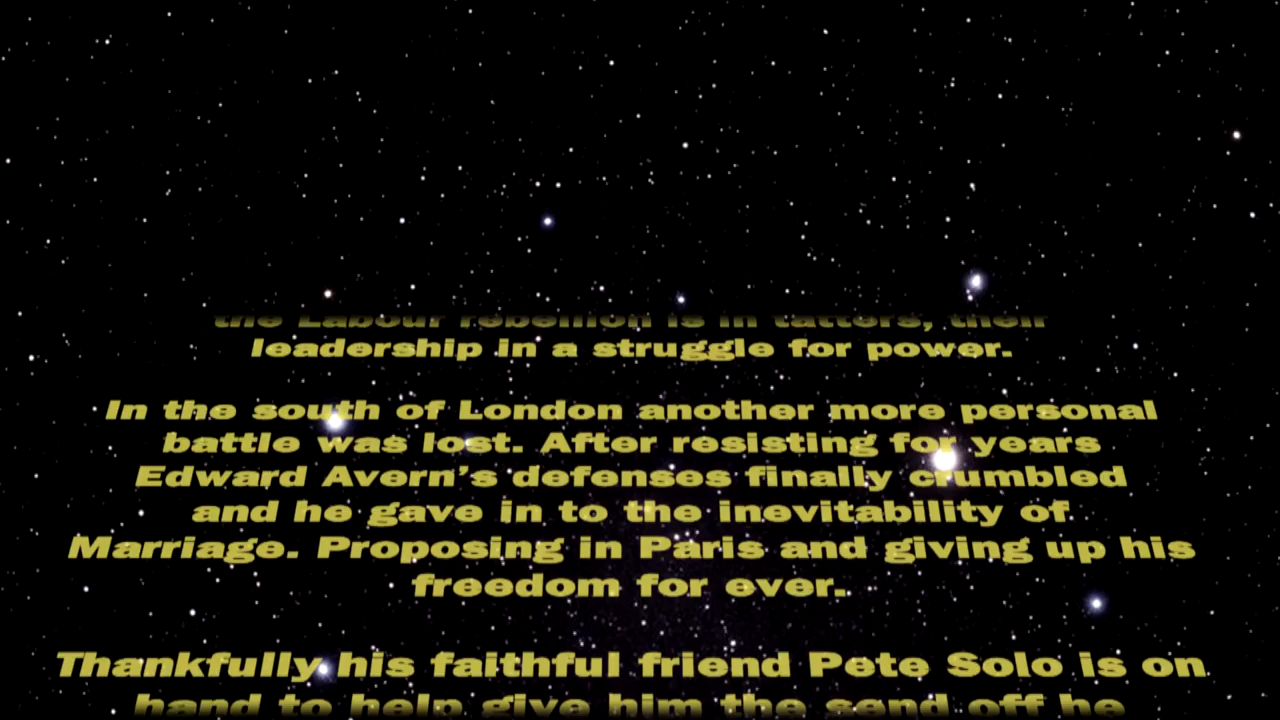 the Labour rebellion is in tatters, their
leadership in a struggle for power.
In the south of London another more personal
battle was lost. After resisting for years
Edward Avern's defenses finally crumbled
and he gave in to the inevitability of
Marriage. Proposing in Paris and giving up his
freedom for ever.
Thankfully his faithful friend Pete Solo is on
hand to help give him the send off he